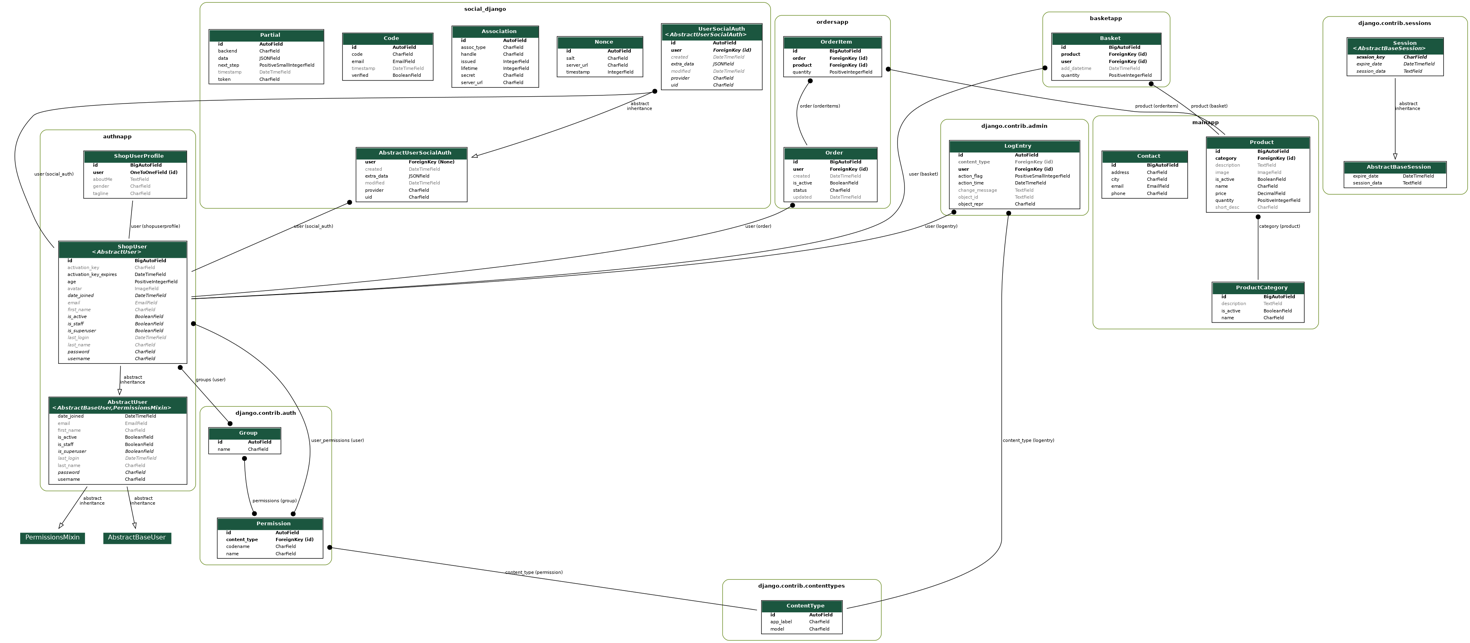 social_django
Partial
id AutoField
backend CharField
data JSONField
next_step PositiveSmallIntegerField
timestamp DateTimeField
token CharField
Code
id AutoField
code CharField
email EmailField
timestamp DateTimeField
verified BooleanField
Association
id AutoField
assoc_type CharField
handle CharField
issued IntegerField
lifetime IntegerField
secret CharField
server_url CharField
Nonce
id AutoField
salt CharField
server_url CharField
timestamp IntegerField
UserSocialAuth
<AbstractUserSocialAuth>
id AutoField
user ForeignKey (id)
created DateTimeField
extra_data JSONField
modified DateTimeField
provider CharField
uid CharField
abstract
inheritance
AbstractUserSocialAuth
user ForeignKey (None)
created DateTimeField
extra_data JSONField
modified DateTimeField
provider CharField
uid CharField
ordersapp
OrderItem
id BigAutoField
order ForeignKey (id)
product ForeignKey (id)
quantity PositiveIntegerField
order (orderitems)
Order
id BigAutoField
user ForeignKey (id)
created DateTimeField
is_active BooleanField
status CharField
updated DateTimeField
basketapp
Basket
id BigAutoField
product ForeignKey (id)
user ForeignKey (id)
add_datetime DateTimeField
quantity PositiveIntegerField
product (orderitem)
product (basket)
django.contrib.sessions
Session
<AbstractBaseSession>
session_key CharField
expire_date DateTimeField
session_data TextField
abstract
inheritance
AbstractBaseSession
expire_date DateTimeField
session_data TextField
django.contrib.admin
LogEntry
id AutoField
content_type ForeignKey (id)
user ForeignKey (id)
action_flag PositiveSmallIntegerField
action_time DateTimeField
change_message TextField
object_id TextField
object_repr CharField
mainapp
Contact
id BigAutoField
address CharField
city CharField
email EmailField
phone CharField
Product
id BigAutoField
category ForeignKey (id)
description TextField
image ImageField
is_active BooleanField
name CharField
price DecimalField
quantity PositiveIntegerField
short_desc CharField
category (product)
ProductCategory
id BigAutoField
description TextField
is_active BooleanField
name CharField
authnapp
ShopUserProfile
id BigAutoField
user OneToOneField (id)
aboutMe TextField
gender CharField
tagline CharField
user (social_auth)
user (shopuserprofile)
user (social_auth)
user (order)
user (basket)
user (logentry)
ShopUser
<AbstractUser>
id BigAutoField
activation_key CharField
activation_key_expires DateTimeField
age PositiveIntegerField
avatar ImageField
date_joined DateTimeField
email EmailField
first_name CharField
is_active BooleanField
is_staff BooleanField
is_superuser BooleanField
last_login DateTimeField
last_name CharField
password CharField
username CharField
abstract
inheritance
groups (user)
AbstractUser
<AbstractBaseUser,PermissionsMixin>
date_joined DateTimeField
email EmailField
first_name CharField
is_active BooleanField
is_staff BooleanField
is_superuser BooleanField
last_login DateTimeField
last_name CharField
password CharField
username CharField
abstract
inheritance
abstract
inheritance
PermissionsMixin
AbstractBaseUser
django.contrib.auth
Group
id AutoField
name CharField
user_permissions (user)
permissions (group)
Permission
id AutoField
content_type ForeignKey (id)
codename CharField
name CharField
content_type (logentry)
content_type (permission)
django.contrib.contenttypes
ContentType
id AutoField
app_label CharField
model CharField